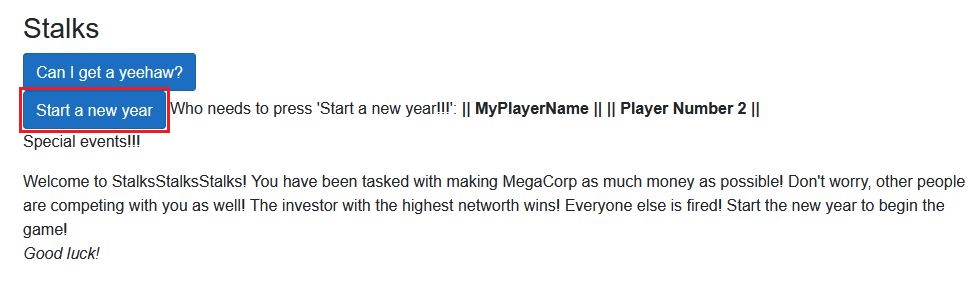 Stalks
Can I get a yeehaw?
Start a new year Who needs to press 'Start a new year!!!': || MyPlayerName || || Player Number 2 ||
Special events!!!
Welcome to StalksStalksStalks! You have been tasked with making MegaCorp as much money as possible! Don't worry, other people
are competing with you as well! The investor with the highest networth wins! Everyone else is fired! Start the new year to begin the
game!
Good luck!